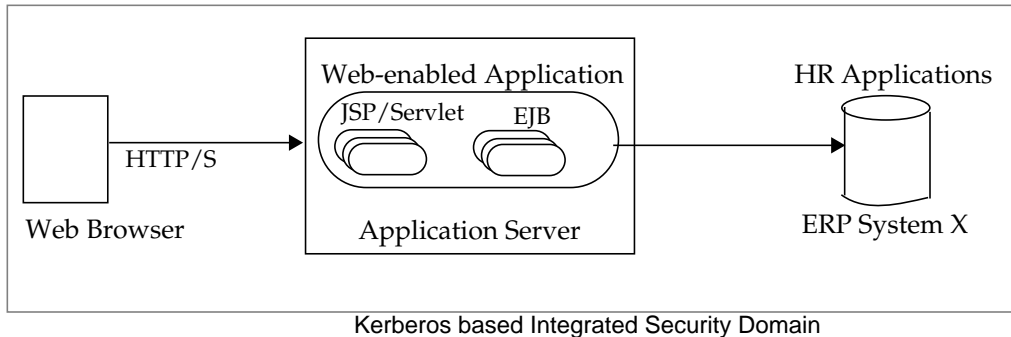 Web-enabled Application
HR Applications
JSP/Servlet
EJB
HTTP/S
Web Browser
Application Server
ERP System X
Kerberos based Integrated Security Domain